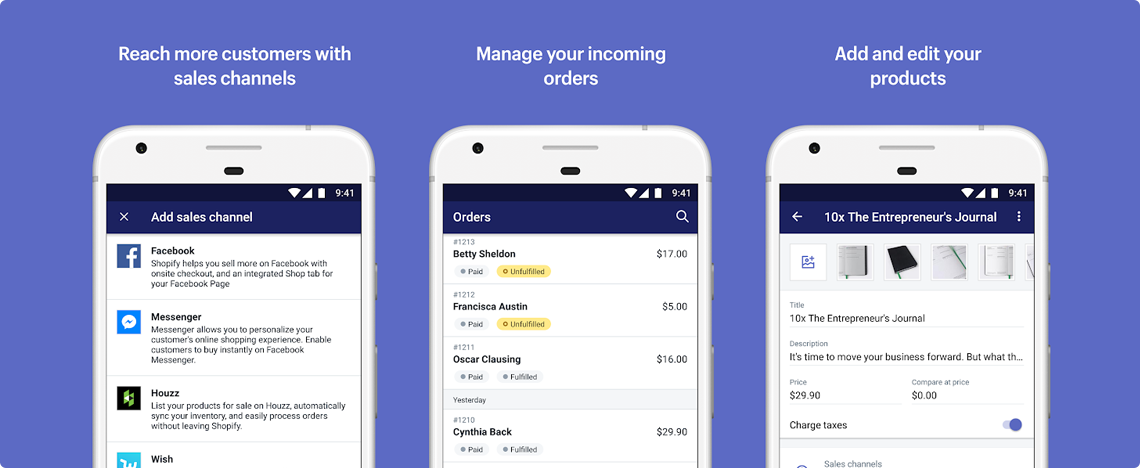 Reach more customers with
sales channels
9:41
Add sales channel
Facebook
Shopify helps you sell more on Facebook with
onsite checkout, and an integrated Shop tab for
your Facebook Page
Messenger
Messenger allows you to personalize your
customer's online shopping experience. Enable
customers to buy instantly on Facebook
Messenger.
Houzz
List your products for sale on Houzz, automatically
sync your inventory, and easily process orders
without leaving Shopify.
Wish
Manage your incoming
orders
9:41
Orders
#1213
Betty Sheldon $17.00
Paid Unfulfilled
#1212
Francisca Austin $5.00
Paid Unfulfilled
#1211
Oscar Clausing $16.00
Paid Fulfilled
Yesterday
#1210
Cynthia Back $29.90
Paid Fulfilled
Add and edit your
products
9:41
10x The Entrepreneur's Journal
Title
10x The Entrepreneur's Journal
Description
It's time to move your business forward. But what th...
Price Compare at price
$29.90 $0.00
Charge taxes
Sales channels